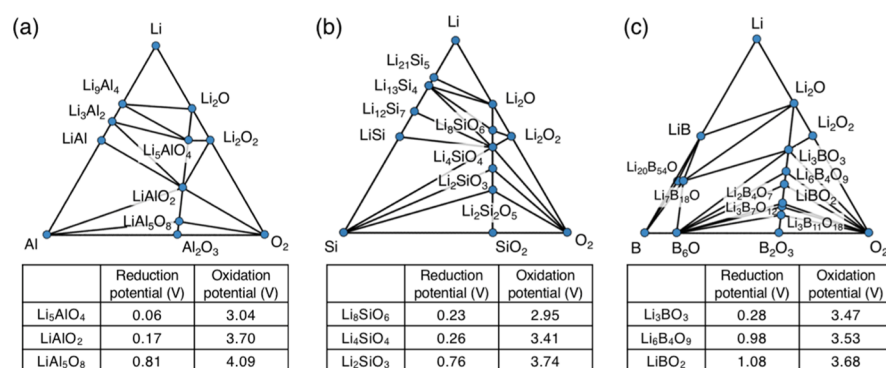 (a)
Li
Li₉Al₄
Li₃Al₂
LiAl
Li₂O
Li₂O₂
Li₅AlO₄
LiAlO₂
LiAl₅O₈
Al
Al₂O₃
O₂
Reduction potential (V) Oxidation potential (V)
Li₅AlO₄ 0.06 3.04
LiAlO₂ 0.17 3.70
LiAl₅O₈ 0.81 4.09
(b)
Li
Li₂₁Si₅
Li₁₃Si₄
Li₁₂Si₇
LiSi
Li₂O
Li₈SiO₆
Li₂O₂
Li₄SiO₄
Li₂SiO₃
Li₂Si₂O₅
Si
SiO₂
O₂
Reduction potential (V) Oxidation potential (V)
Li₈SiO₆ 0.23 2.95
Li₄SiO₄ 0.26 3.41
Li₂SiO₃ 0.76 3.74
(c)
Li
Li₂O
LiB
Li₂O₂
Li₃BO₃
Li₂₀B₅₄O
Li₆B₄O₉
Li₂B₄O₇
LiBO₂
Li₃B₁₁O₁₈
B
B₆O
B₂O₃
O₂
Reduction potential (V) Oxidation potential (V)
Li₃BO₃ 0.28 3.47
Li₆B₄O₉ 0.98 3.53
LiBO₂ 1.08 3.68